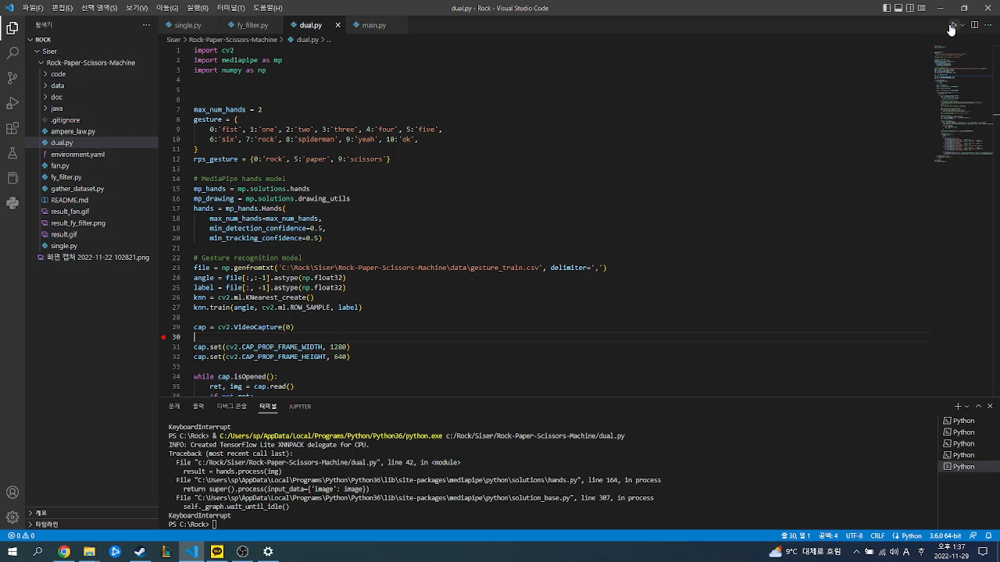 파일(F) 편집(E) 선택 영역(S) 보기(V) 이동(G) 실행(R) 터미널(T) 도움말(H) dual.py - Rock - Visual Studio Code
탐색기 ··· single.py fy_filter.py dual.py main.py
ROCK
Siser > Rock-Paper-Scissors-Machine > dual.py > ...
Siser
Rock-Paper-Scissors-Machine
code
data
doc
java
.gitignore
ampere_law.py
dual.py
environment.yaml
fan.py
fy_filter.py
gather_dataset.py
README.md
result_fan.gif
result_fy_filter.png
result.gif
single.py
화면 캡처 2022-11-22 102821.png
개요
타임라인
1 import cv2
2 import mediapipe as mp
3 import numpy as np
4
5
6
7 max_num_hands = 2
8 gesture = {
9 0:'fist', 1:'one', 2:'two', 3:'three', 4:'four', 5:'five',
10 6:'six', 7:'rock', 8:'spiderman', 9:'yeah', 10:'ok',
11 }
12 rps_gesture = {0:'rock', 5:'paper', 9:'scissors'}
13
14 # MediaPipe hands model
15 mp_hands = mp.solutions.hands
16 mp_drawing = mp.solutions.drawing_utils
17 hands = mp_hands.Hands(
18 max_num_hands=max_num_hands,
19 min_detection_confidence=0.5,
20 min_tracking_confidence=0.5)
21
22 # Gesture recognition model
23 file = np.genfromtxt('C:\Rock\Siser\Rock-Paper-Scissors-Machine\data\gesture_train.csv', delimiter=',')
24 angle = file[:,:-1].astype(np.float32)
25 label = file[:, -1].astype(np.float32)
26 knn = cv2.ml.KNearest_create()
27 knn.train(angle, cv2.ml.ROW_SAMPLE, label)
28
29 cap = cv2.VideoCapture(0)
30
31 cap.set(cv2.CAP_PROP_FRAME_WIDTH, 1280)
32 cap.set(cv2.CAP_PROP_FRAME_HEIGHT, 640)
33
34 while cap.isOpened():
35 ret, img = cap.read()
36 if not ret:
문제 출력 디버그 콘솔 터미널 JUPYTER
KeyboardInterrupt
PS C:\Rock> & C:/Users/sp/AppData/Local/Programs/Python/Python36/python.exe c:/Rock/Siser/Rock-Paper-Scissors-Machine/dual.py
INFO: Created TensorFlow Lite XNNPACK delegate for CPU.
Traceback (most recent call last):
File "c:/Rock/Siser/Rock-Paper-Scissors-Machine/dual.py", line 42, in <module>
result = hands.process(img)
File "C:\Users\sp\AppData\Local\Programs\Python\Python36\lib\site-packages\mediapipe\python\solutions\hands.py", line 164, in process
return super().process(input_data={'image': image})
File "C:\Users\sp\AppData\Local\Programs\Python\Python36\lib\site-packages\mediapipe\python\solution_base.py", line 307, in process
self._graph.wait_until_idle()
KeyboardInterrupt
PS C:\Rock>
Python
Python
Python
Python
Python
0 0 줄 30, 열 1 공백: 4 UTF-8 CRLF Python 3.6.0 64-bit
TALK 9°C 대체로 흐림 A 오후 1:37
2022-11-29